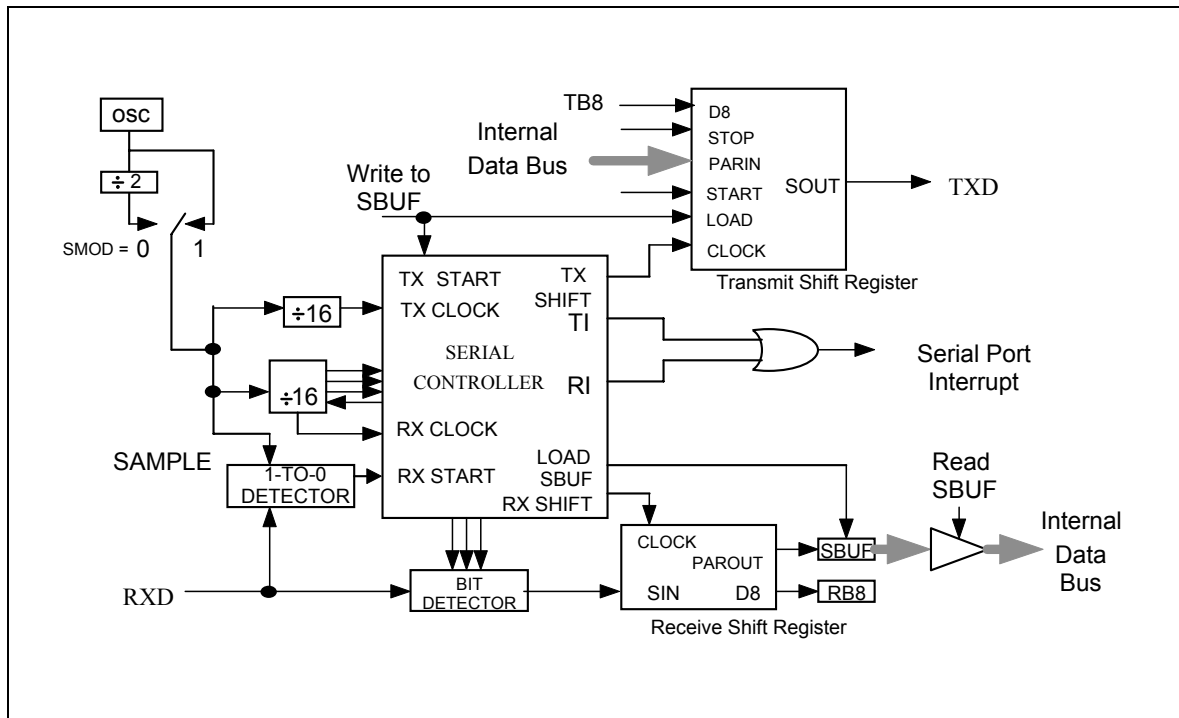 OSC
÷ 2
SMOD = 0 1
÷16
÷16
SAMPLE
1-TO-0
DETECTOR
RXD
BIT
DETECTOR
Write to
SBUF
TX START
TX CLOCK
SERIAL
CONTROLLER
RX CLOCK
RX START
TX
SHIFT
TI
RI
LOAD
SBUF
RX SHIFT
TB8
Internal
Data Bus
D8
STOP
PARIN
START
LOAD
CLOCK
SOUT
TXD
Transmit Shift Register
Serial Port
Interrupt
CLOCK
PAROUT
SIN
D8
Receive Shift Register
SBUF
RB8
Read
SBUF
Internal
Data
Bus